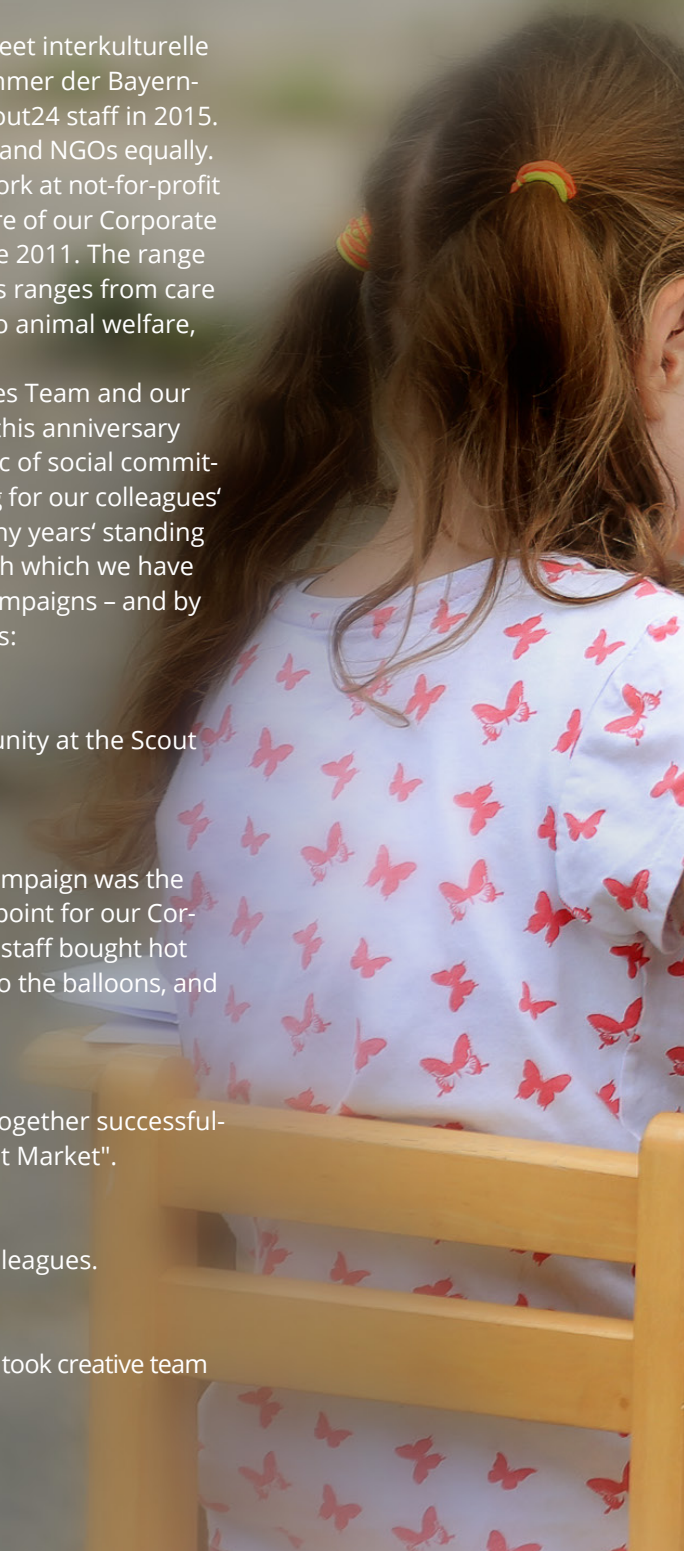 eet interkulturelle
mmer der Bayern-
out24 staff in 2015.
and NGOs equally.
ork at not-for-profit
re of our Corporate
e 2011. The range
s ranges from care
o animal welfare,
es Team and our
this anniversary
c of social commit-
g for our colleagues‘
ny years‘ standing
h which we have
mpaigns – and by
s:
unity at the Scout
ampaign was the
point for our Cor-
staff bought hot
o the balloons, and
ogether successful-
t Market".
leagues.
took creative team